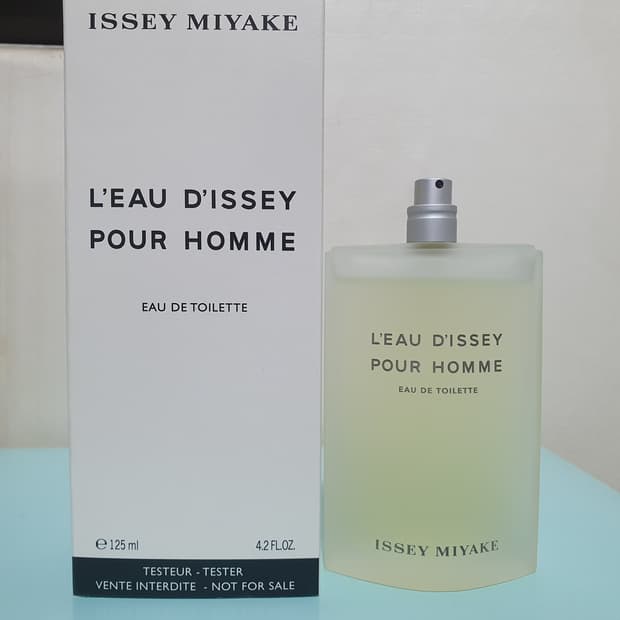 ISSEY MIYAKE
L'EAU D'ISSEY
POUR HOMME
EAU DE TOILETTE
℮ 125 ml 4.2 FL.OZ.
TESTEUR - TESTER
VENTE INTERDITE - NOT FOR SALE
L'EAU D'ISSEY
POUR HOMME
EAU DE TOILETTE
ISSEY MIYAKE